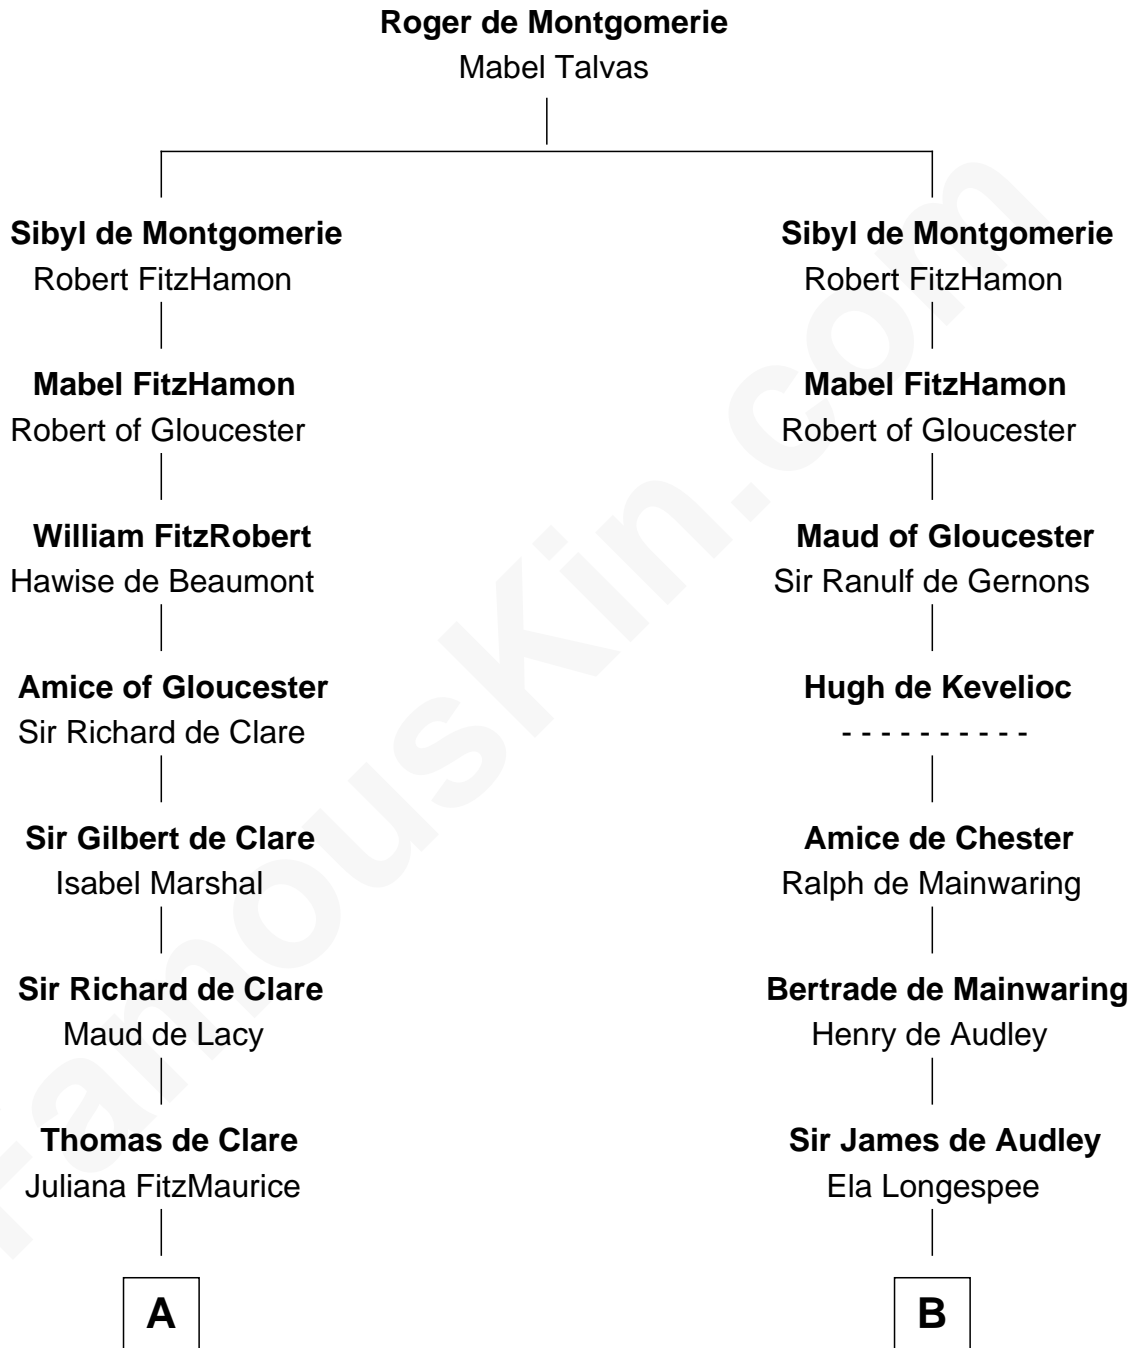 Roger de Montgomerie
Mabel Talvas
Sibyl de Montgomerie
Robert FitzHamon
Mabel FitzHamon
Robert of Gloucester
William FitzRobert
Hawise de Beaumont
Amice of Gloucester
Sir Richard de Clare
Sir Gilbert de Clare
Isabel Marshal
Sir Richard de Clare
Maud de Lacy
Thomas de Clare
Juliana FitzMaurice
A
Sibyl de Montgomerie
Robert FitzHamon
Mabel FitzHamon
Robert of Gloucester
Maud of Gloucester
Sir Ranulf de Gernons
Hugh de Kevelioc
- - - - - - - - - -
Amice de Chester
Ralph de Mainwaring
Bertrade de Mainwaring
Henry de Audley
Sir James de Audley
Ela Longespee
B
FamousKin.com